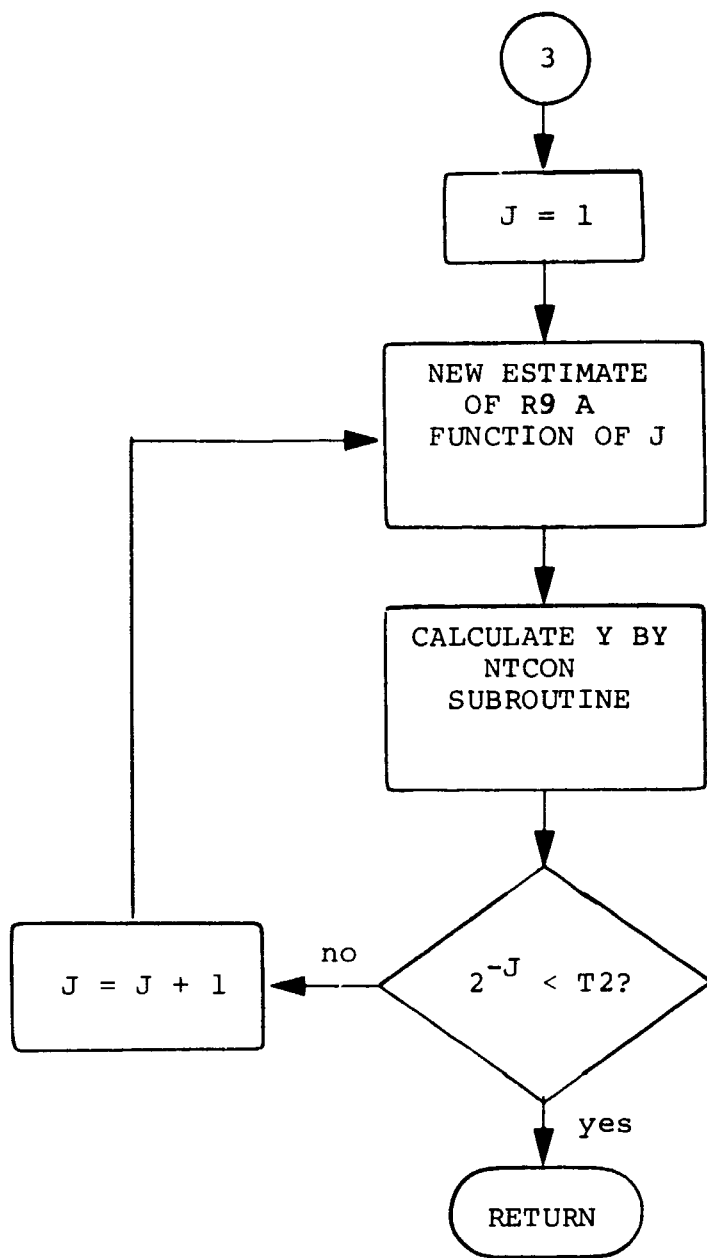 3
J = 1
NEW ESTIMATE
OF R9 A
FUNCTION OF J
CALCULATE Y BY
NTCON
SUBROUTINE
2^-J < T2?
no
J = J + 1
yes
RETURN